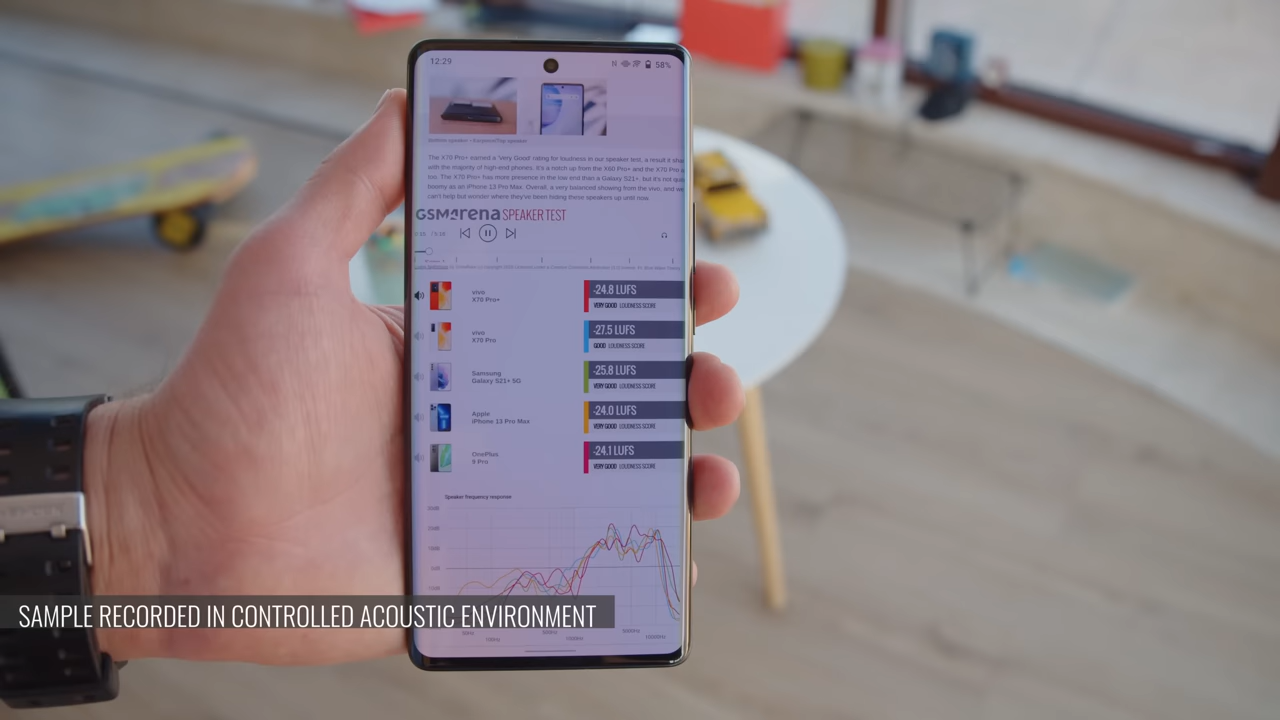 12:29
58%
The X70 Pro+ earned a 'Very Good' rating for loudness in our speaker test, a result it sha
with the majority of high-end phones. It's a notch up from the X60 Pro+ and the X70 Pro
too. The X70 Pro+ has more presence in the low end than a Galaxy S21+, but it's not qui
boomy as an iPhone 13 Pro Max. Overall, a very balanced showing from the vivo, and we
can't help but wonder where they've been hiding these speakers up until now
GSMArena SPEAKER TEST
vivo
X70 Pro+
-24.8 LUFS
VERY GOOD LOUDNESS SCORE
vivo
X70 Pro
-27.5 LUFS
GOOD LOUDNESS SCORE
Samsung
Galaxy S21+ 5G
-25.8 LUFS
VERY GOOD LOUDNESS SCORE
Apple
iPhone 13 Pro Max
-24.0 LUFS
VERY GOOD LOUDNESS SCORE
OnePlus
9 Pro
-24.1 LUFS
VERY GOOD LOUDNESS SCORE
Speaker frequency response
SAMPLE RECORDED IN CONTROLLED ACOUSTIC ENVIRONMENT